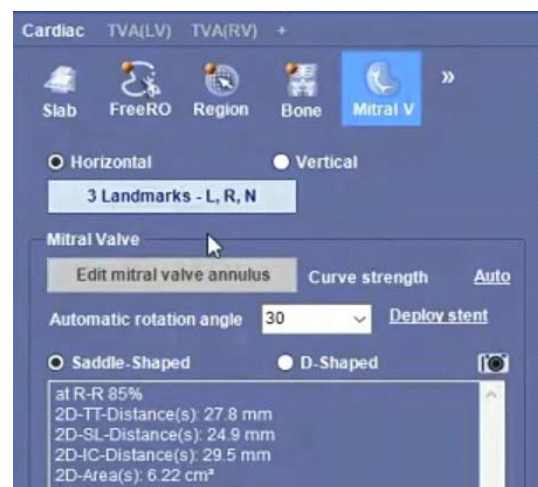 Cardiac TVA(LV) TVA(RV) +
Slab FreeRO Region Bone Mitral V »
Horizontal Vertical
3 Landmarks - L, R, N
Mitral Valve
Edit mitral valve annulus Curve strength Auto
Automatic rotation angle 30 Deploy stent
Saddle-Shaped D-Shaped
at R-R 85%
2D-TT-Distance(s): 27.8 mm
2D-SL-Distance(s): 24.9 mm
2D-IC-Distance(s): 29.5 mm
2D-Area(s): 6.22 cm²